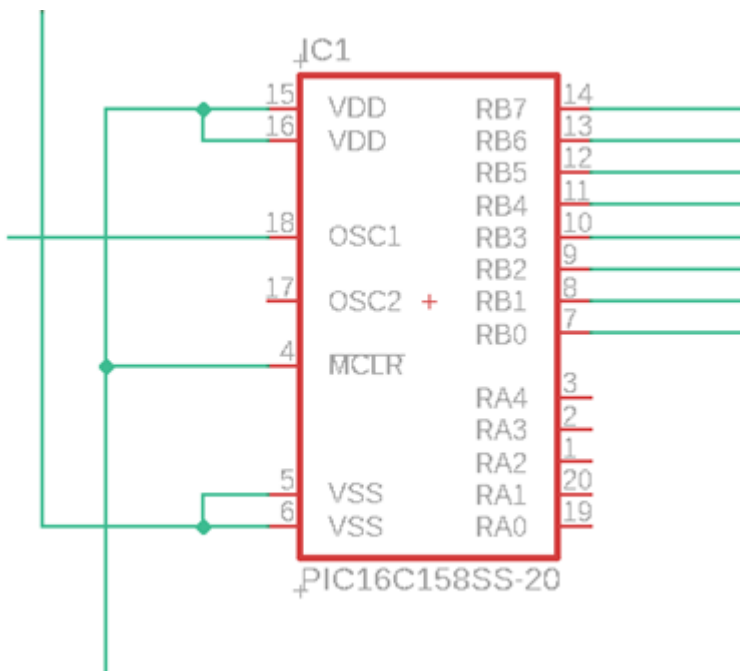 IC1
15 VDD RB7 14
16 VDD RB6 13
RB5 12
RB4 11
18 OSC1 RB3 10
RB2 9
17 OSC2 RB1 8
RB0 7
4 MCLR
RA4 3
RA3 2
RA2 1
5 VSS RA1 20
6 VSS RA0 19
PIC16C158SS-20